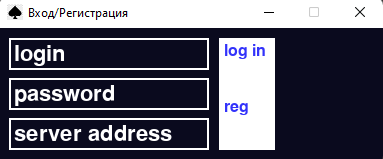 Вход/Регистрация
login
log in
password
reg
server address